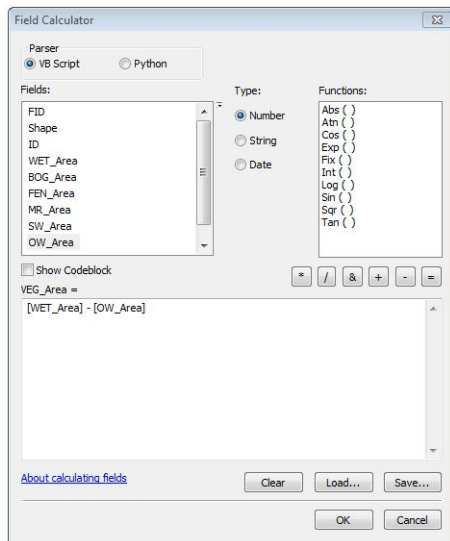 Field Calculator
Parser
VB Script
Python
Fields:
FID
Shape
ID
WET_Area
BOG_Area
FEN_Area
MR_Area
SW_Area
OW_Area
Type:
Number
String
Date
Functions:
Abs ( )
Atn ( )
Cos ( )
Exp ( )
Fix ( )
Int ( )
Log ( )
Sin ( )
Sqr ( )
Tan ( )
Show Codeblock
* / & + - =
VEG_Area =
[WET_Area] - [OW_Area]
About calculating fields
Clear
Load...
Save...
OK
Cancel